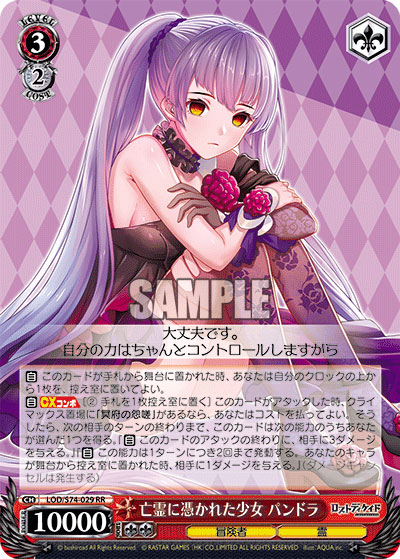 LEVEL
3
2
COST
SAMPLE
大丈夫です。
自分の力はちゃんとコントロールしますから
自 このカードが手札から舞台に置かれた時、あなたは自分のクロックの上から1枚を、控え室に置いてよい。
自 CXコンボ [② 手札を1枚控え室に置く] このカードがアタックした時、クライマックス置場に「冥府の怨嗟」があるなら、あなたはコストを払ってよい。そうしたら、次の相手のターンの終わりまで、このカードは次の能力のうちあなたが選んだ1つを得る。『自 このカードのアタックの終わりに、相手に3ダメージを与える。』『自 この能力は1ターンにつき2回まで発動する。あなたのキャラが舞台から控え室に置かれた時、相手に1ダメージを与える。』(ダメージキャンセルは発生する)
CH LOD/S74-029 RR
10000
亡霊に憑かれた少女 パンドラ
ロストディケイド
冒険者
霊
© bushiroad All Rights Reserved. © RASTAR GAMES (HK) CO.,LIMITED ALL RIGHTS RESERVED. illust.AQUA.inc.